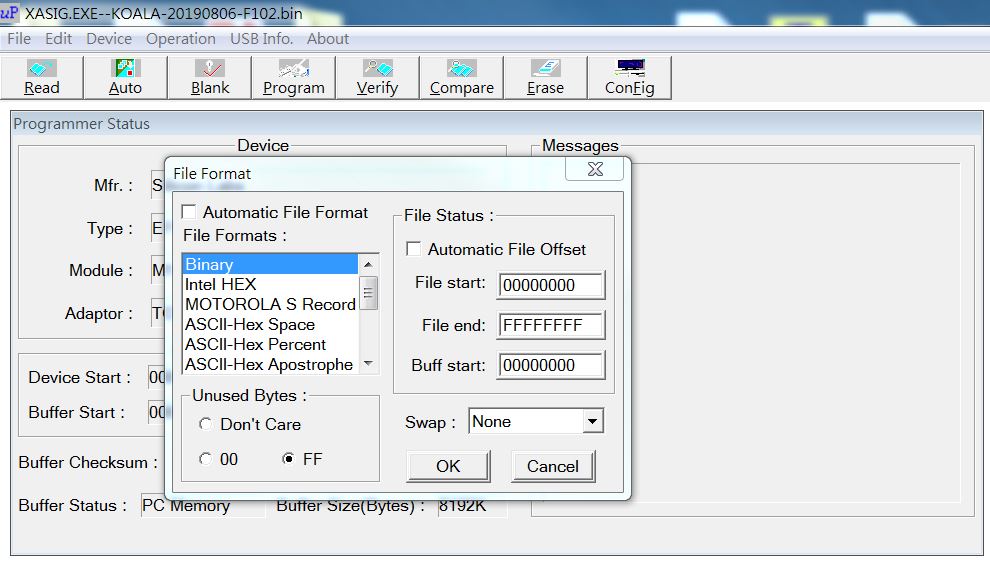 XASIG.EXE--KOALA-20190806-F102.bin
File Edit Device Operation USB Info. About
Read Auto Blank Program Verify Compare Erase ConFig
Programmer Status
Device
Messages
File Format
Mfr. :
Type :
Module :
Adaptor :
Automatic File Format
File Formats :
Binary
Intel HEX
MOTOROLA S Record
ASCII-Hex Space
ASCII-Hex Percent
ASCII-Hex Apostrophe
File Status :
Automatic File Offset
File start: 00000000
File end: FFFFFFFF
Buff start: 00000000
Unused Bytes :
Don't Care
00 FF
Swap : None
OK Cancel
Device Start :
Buffer Start :
Buffer Checksum :
Buffer Status : PC Memory Buffer Size(Bytes) : 8192K